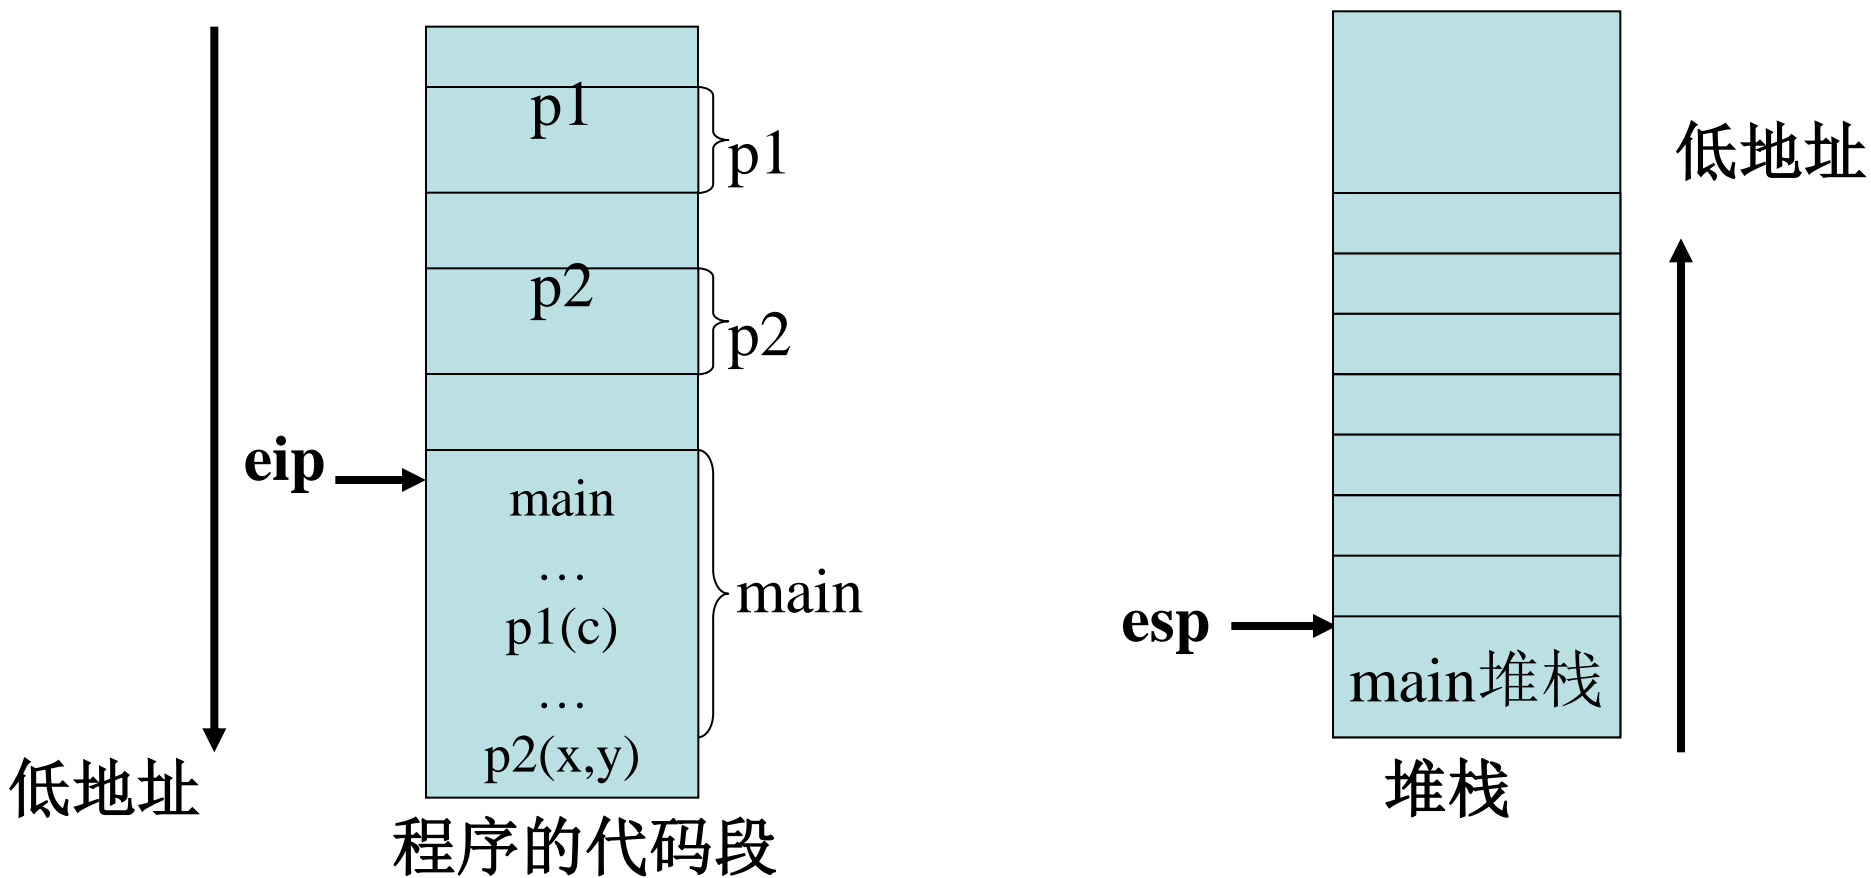 p1
p1
p2
p2
eip
main
…
p1(c)
…
p2(x,y)
main
低地址
程序的代码段
低地址
esp
main堆栈
堆栈